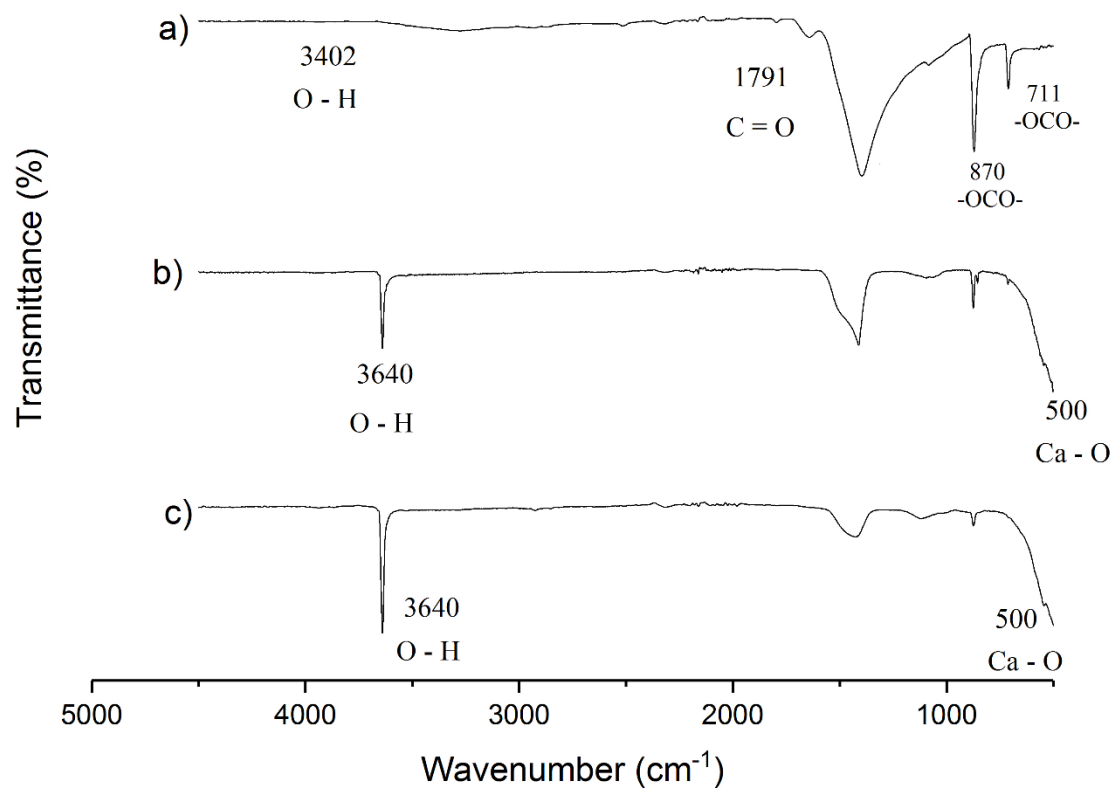 a)
3402
O - H
1791
C = O
711
-OCO-
870
-OCO-
b)
3640
O - H
500
Ca - O
c)
3640
O - H
500
Ca - O
5000 4000 3000 2000 1000
Wavenumber (cm⁻¹)
Transmittance (%)